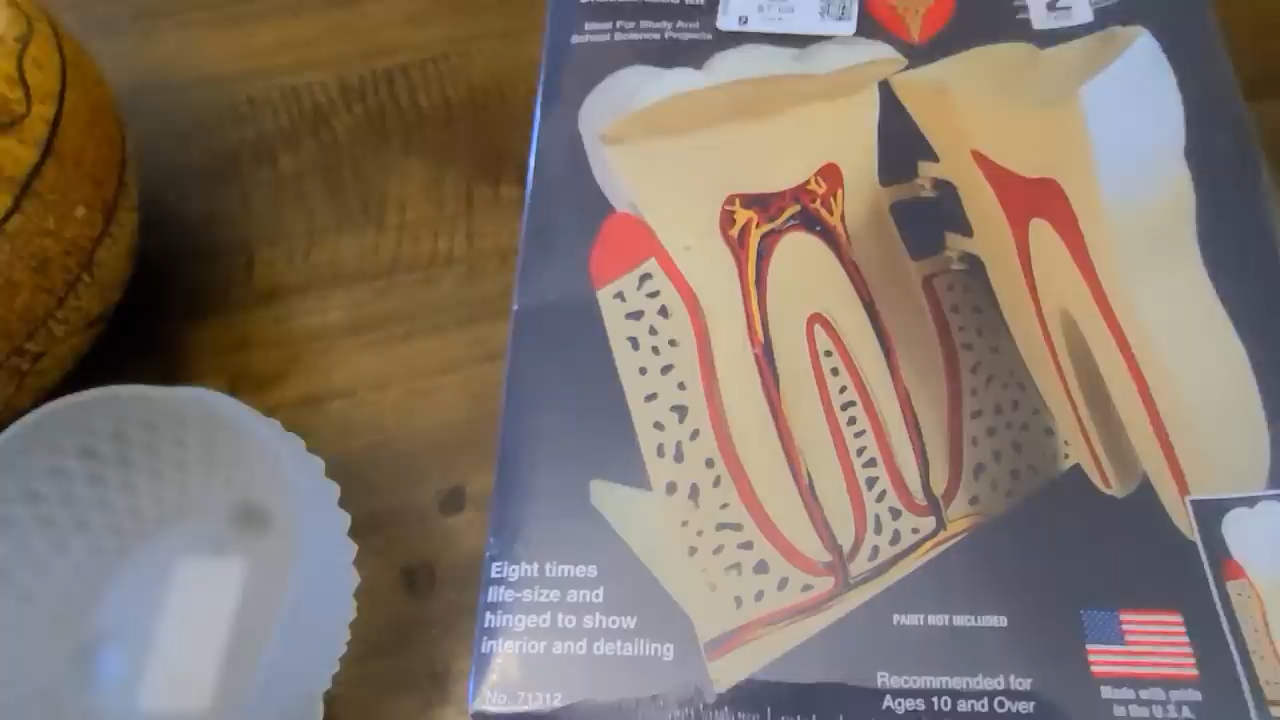 Ideal For Study And
School Science Projects
Eight times
life-size and
hinged to show
interior and detailing
No. 71312
PAINT NOT INCLUDED
Recommended for
Ages 10 and Over
Made with pride
in the U.S.A.